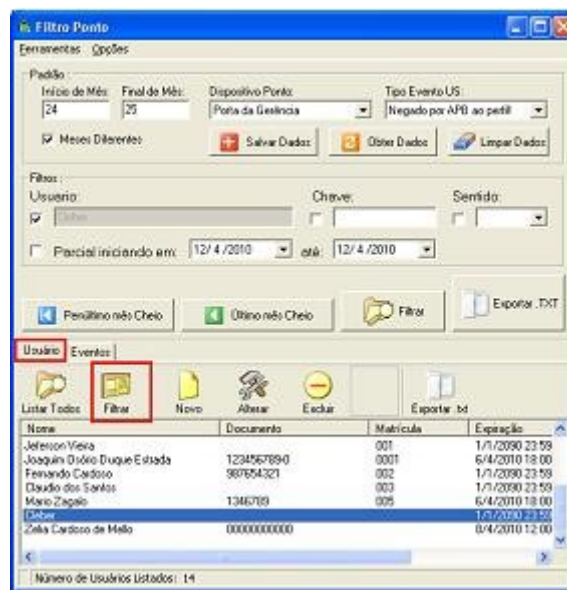 Filtro Ponto
Ferramentas Opções
Padrão
Início de Mês: Final de Mês: Dispositivo Ponto: Tipo Evento US:
24 25 Porta da Gerência Negado por APB ao perfil
Meses Diferentes Salvar Dados Obter Dados Limpar Dados
Filtros:
Usuário: Chave: Sentido:
Cleber
Parcial iniciando em: 12/ 4 /2010 até: 12/ 4 /2010
Penúltimo mês Cheio Último mês Cheio Filtrar Exportar .TXT
Usuário Eventos
Listar Todos Filtrar Novo Alterar Excluir Exportar .txt
Nome Documento Matrícula Expiração
Jeferson Vieira 001 1/1/2090 23:59
Joaquim Osório Duque Estrada 123456789-0 0001 6/4/2010 18:00
Fernando Cardoso 987654321 002 1/1/2090 23:59
Claudio dos Santos 003 1/1/2090 23:59
Mario Zagalo 1346789 005 6/4/2010 18:00
Cleber 1/1/2090 23:59
Zelia Cardoso de Mello 00000000000 8/4/2010 12:00
Número de Usuários Listados: 14